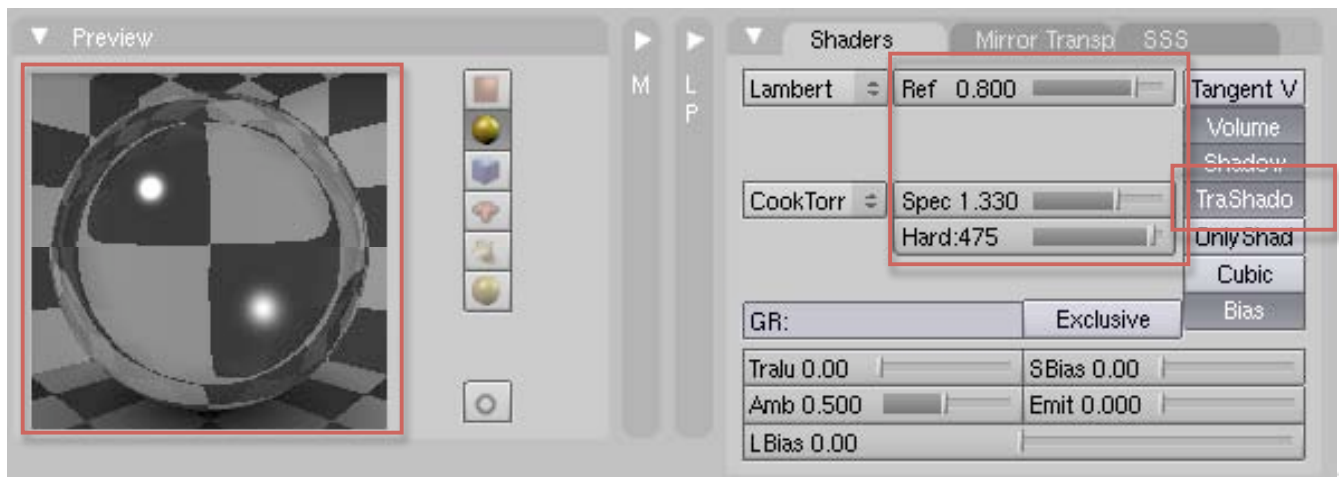 Preview
M
L
P
Shaders
Mirror Transp
SSS
Lambert
Ref 0.800
Tangent V
Volume
Shadow
CookTorr
Spec 1.330
TraShado
Hard:475
OnlyShad
Cubic
GR:
Exclusive
Bias
Tralu 0.00
SBias 0.00
Amb 0.500
Emit 0.000
LBias 0.00